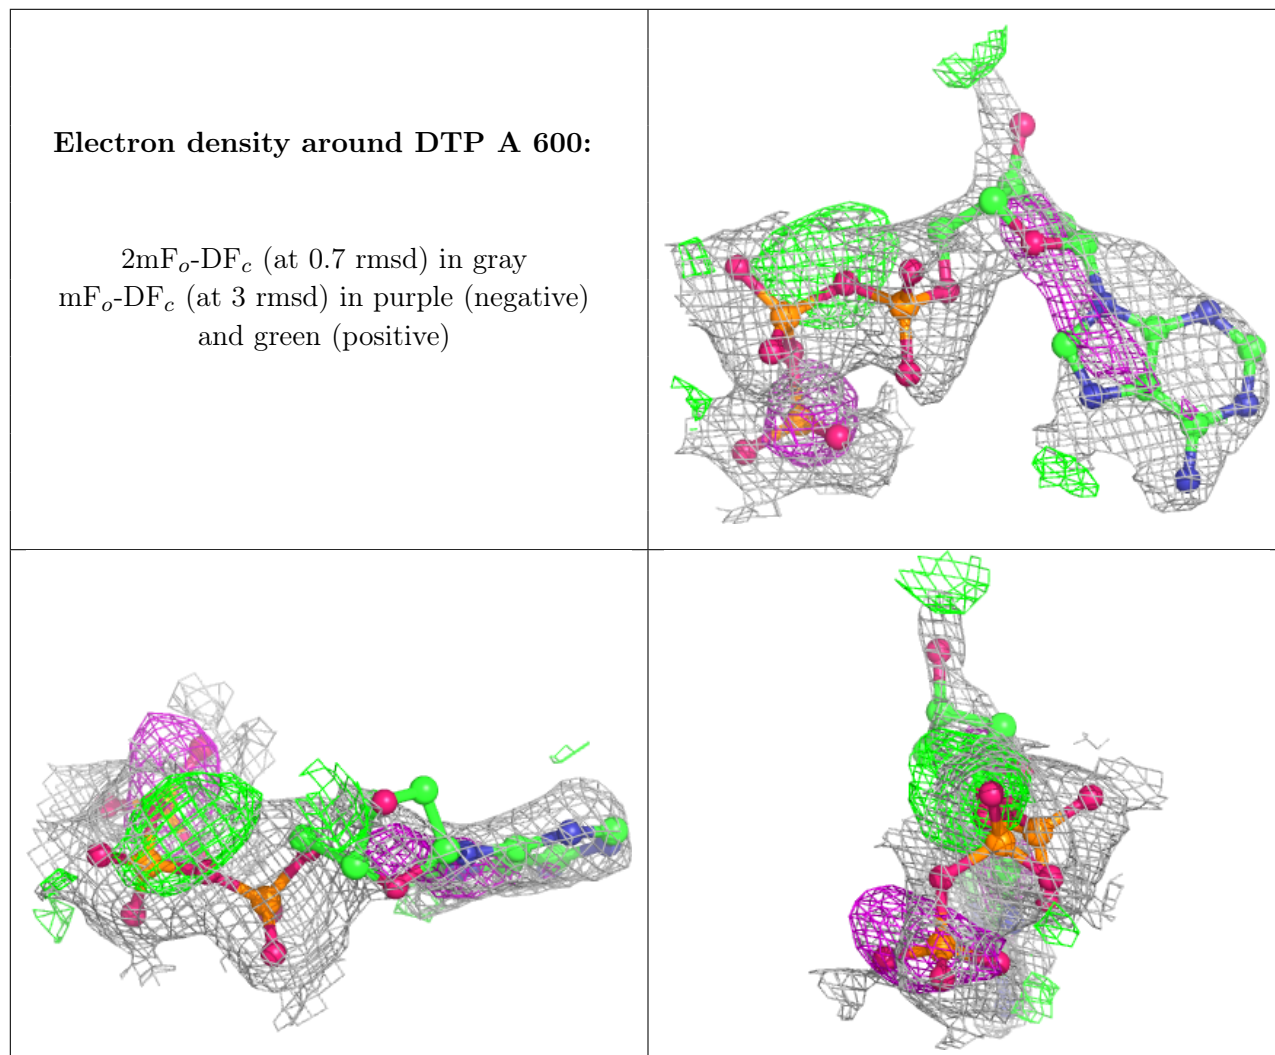 Electron density around DTP A 600:
2mFo-DFc (at 0.7 rmsd) in gray
mFo-DFc (at 3 rmsd) in purple (negative)
and green (positive)